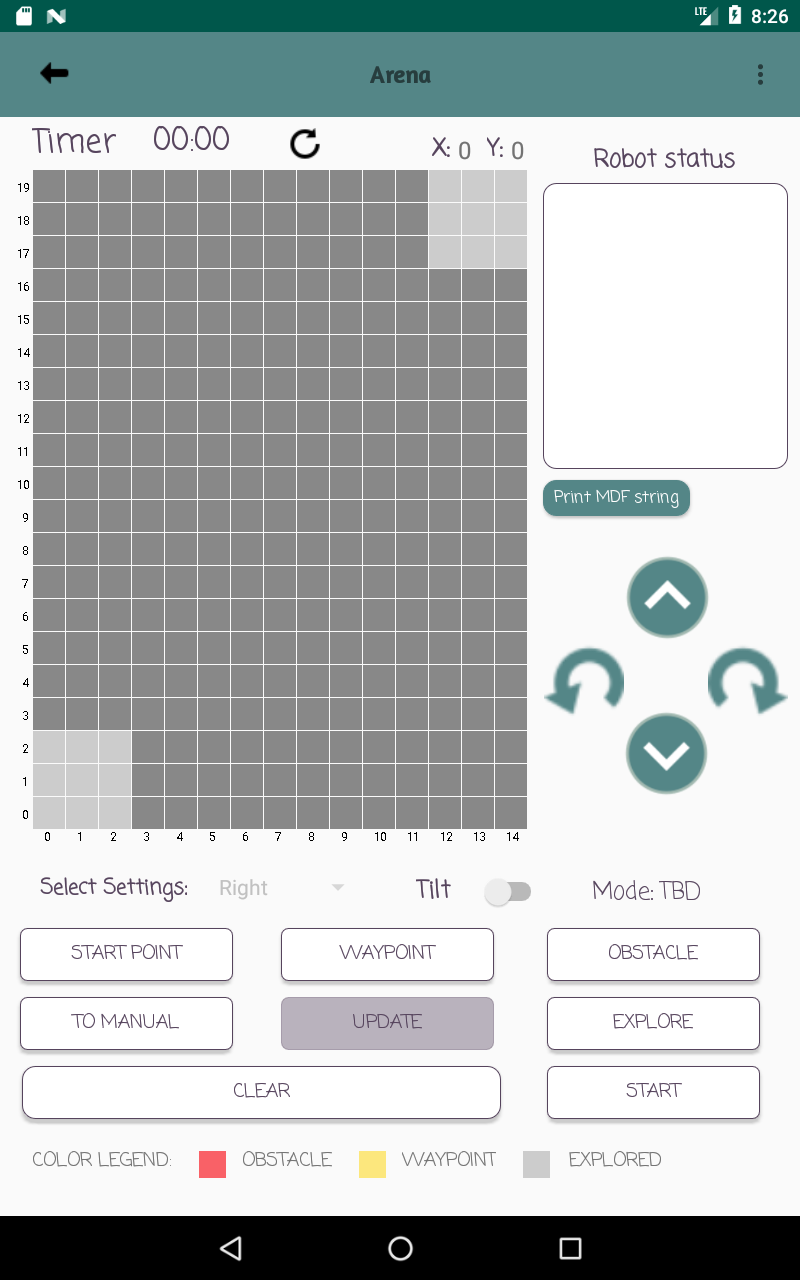 LTE 8:26
Arena
Timer 00:00 X: 0 Y: 0
Robot status
19
18
17
16
15
14
13
12
11
10
9
8
7
6
5
4
3
2
1
0
0 1 2 3 4 5 6 7 8 9 10 11 12 13 14
Print MDF string
Select Settings: Right Tilt Mode: TBD
START POINT WAYPOINT OBSTACLE
TO MANUAL UPDATE EXPLORE
CLEAR START
COLOR LEGEND: OBSTACLE WAYPOINT EXPLORED